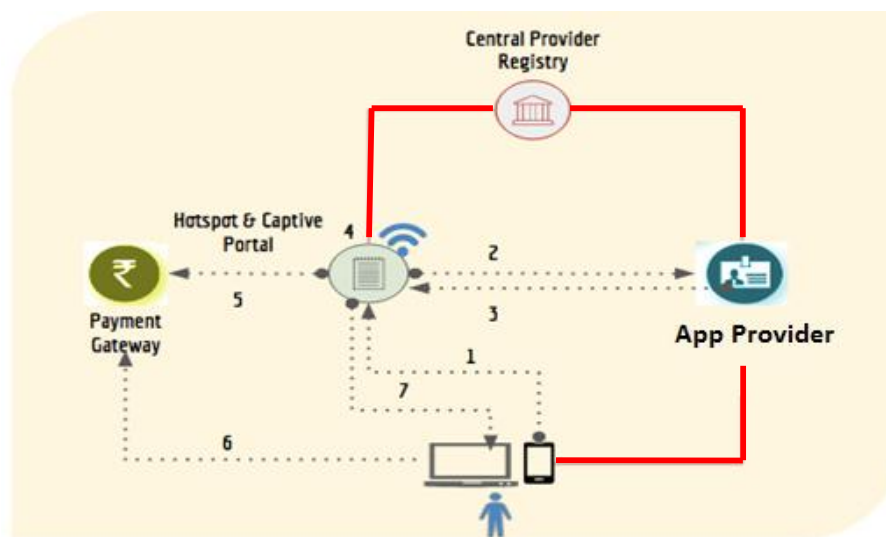 Central Provider
Registry
Hotspot & Captive
Portal
4
2
₹
5
3
Payment
Gateway
App Provider
1
7
6